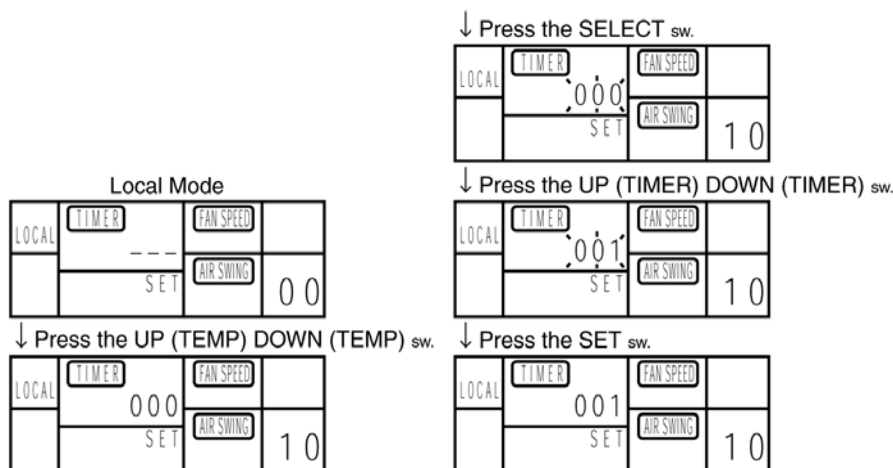 Local Mode
LOCAL TIMER FAN SPEED
---
SET AIR SWING 00
↓ Press the UP (TEMP) DOWN (TEMP) sw.
LOCAL TIMER FAN SPEED
000
SET AIR SWING 10
↓ Press the SELECT sw.
LOCAL TIMER FAN SPEED
000
SET AIR SWING 10
↓ Press the UP (TIMER) DOWN (TIMER) sw.
LOCAL TIMER FAN SPEED
001
SET AIR SWING 10
↓ Press the SET sw.
LOCAL TIMER FAN SPEED
001
SET AIR SWING 10